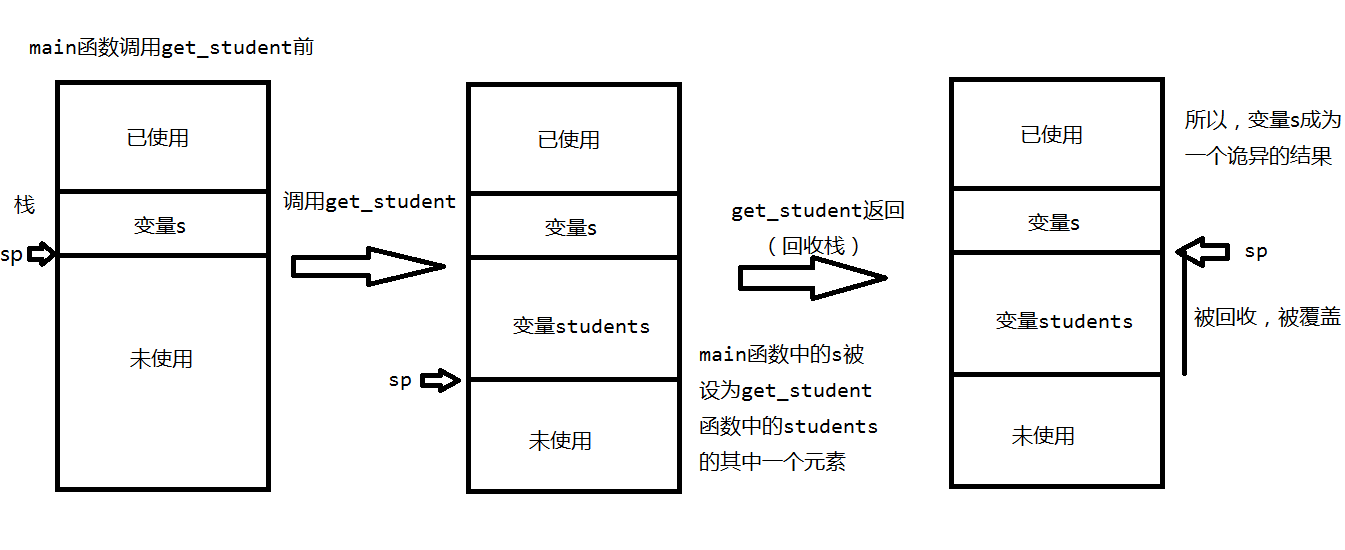 main函数调用get_student前
已使用
栈
变量s
sp
未使用
调用get_student
已使用
变量s
变量students
sp
未使用
get_student返回
（回收栈）
main函数中的s被
设为get_student
函数中的students
的其中一个元素
已使用
变量s
sp
变量students
被回收，被覆盖
未使用
所以，变量s成为
一个诡异的结果